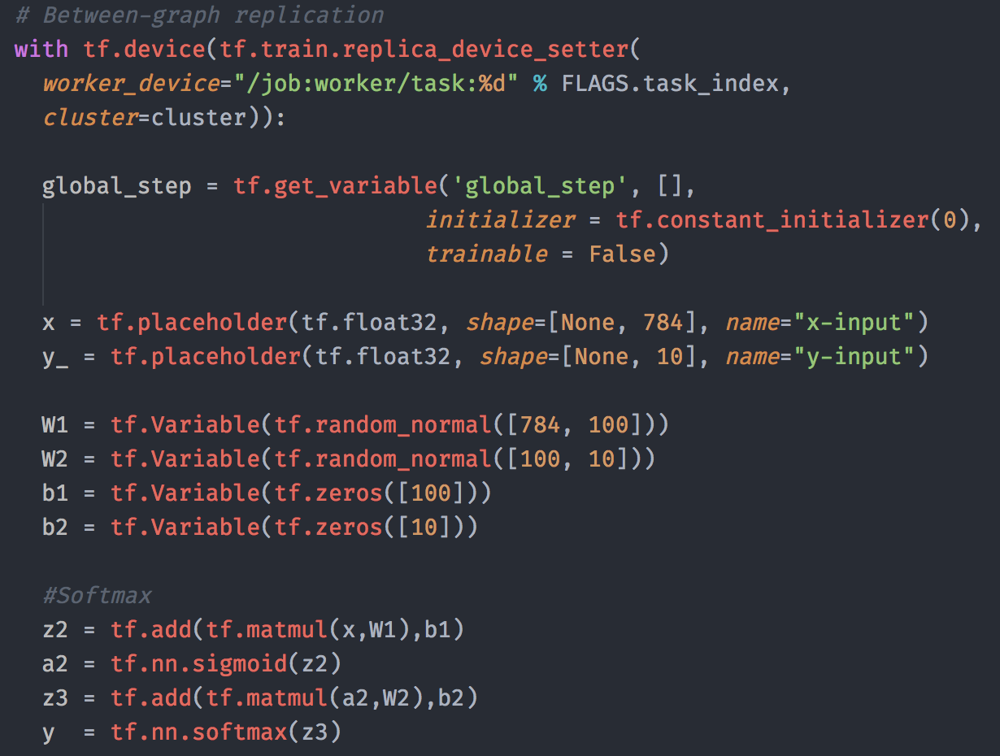 # Between-graph replication
with tf.device(tf.train.replica_device_setter(
  worker_device="/job:worker/task:%d" % FLAGS.task_index,
  cluster=cluster)):

  global_step = tf.get_variable('global_step', [],
                              initializer = tf.constant_initializer(0),
                              trainable = False)

  x = tf.placeholder(tf.float32, shape=[None, 784], name="x-input")
  y_ = tf.placeholder(tf.float32, shape=[None, 10], name="y-input")

  W1 = tf.Variable(tf.random_normal([784, 100]))
  W2 = tf.Variable(tf.random_normal([100, 10]))
  b1 = tf.Variable(tf.zeros([100]))
  b2 = tf.Variable(tf.zeros([10]))

  #Softmax
  z2 = tf.add(tf.matmul(x,W1),b1)
  a2 = tf.nn.sigmoid(z2)
  z3 = tf.add(tf.matmul(a2,W2),b2)
  y  = tf.nn.softmax(z3)